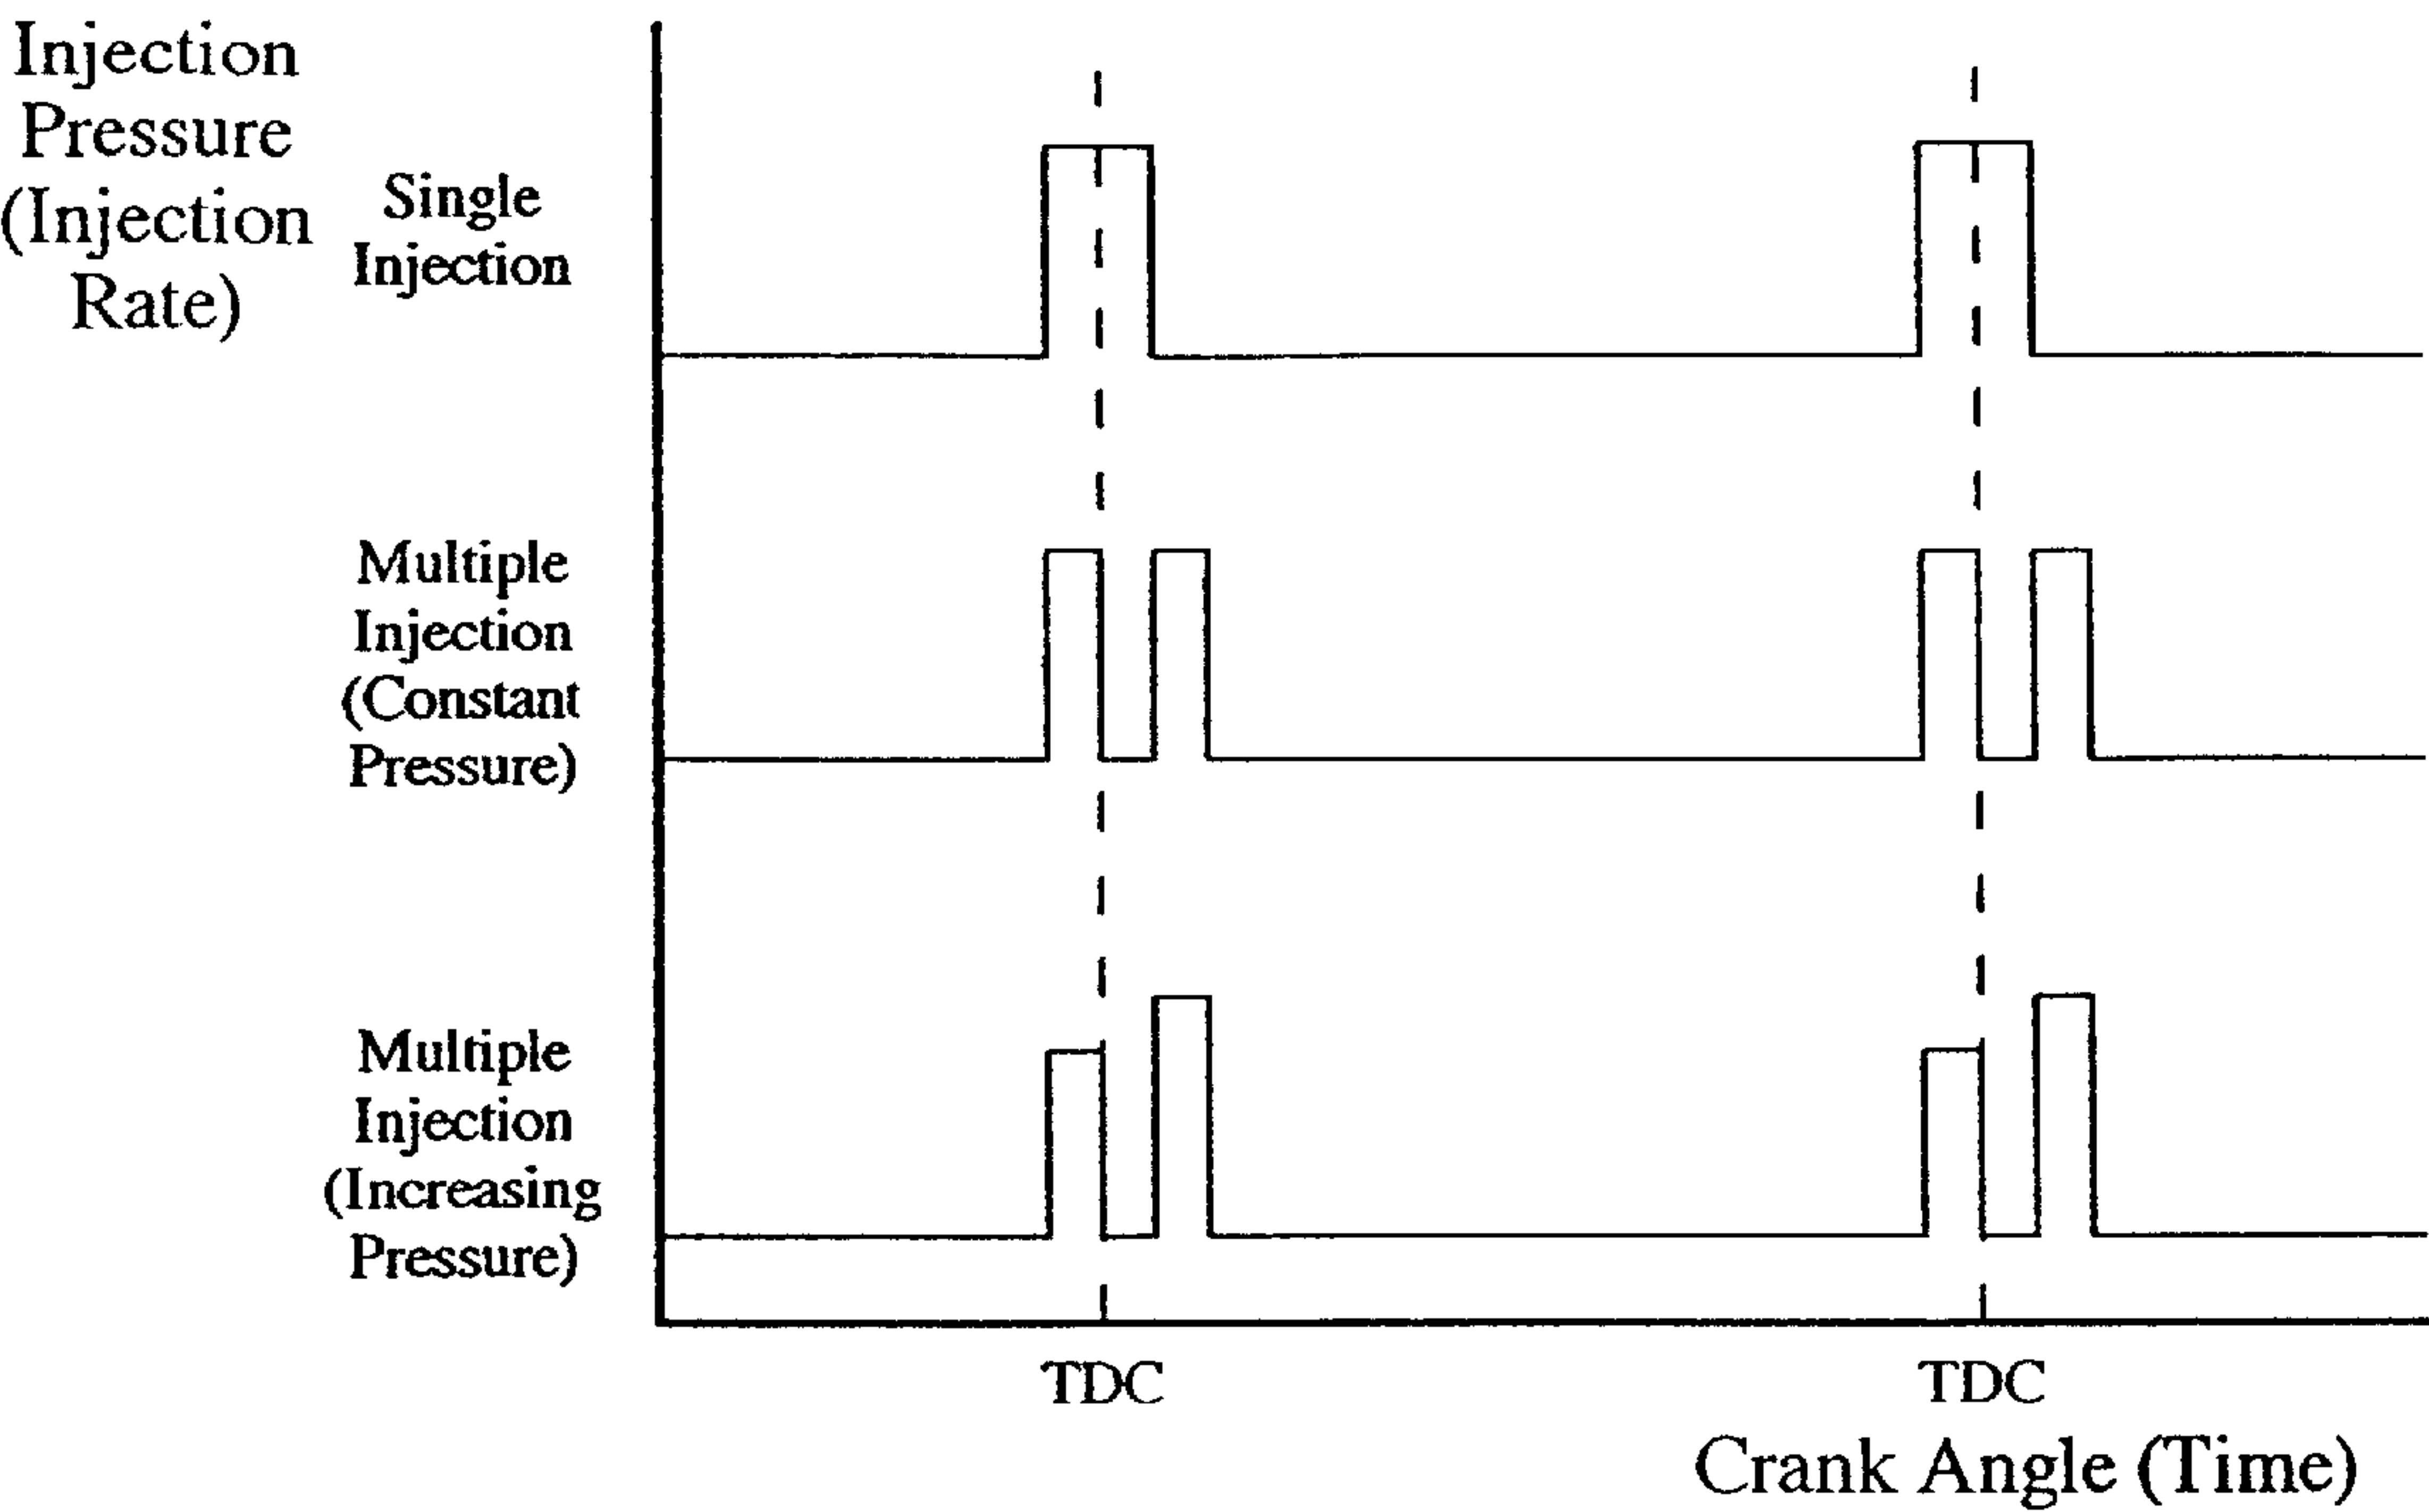 Injection
Pressure
(Injection
Rate)
Single
Injection
Multiple
Injection
(Constant
Pressure)
Multiple
Injection
(Increasing
Pressure)
TDC
TDC
Crank Angle (Time)